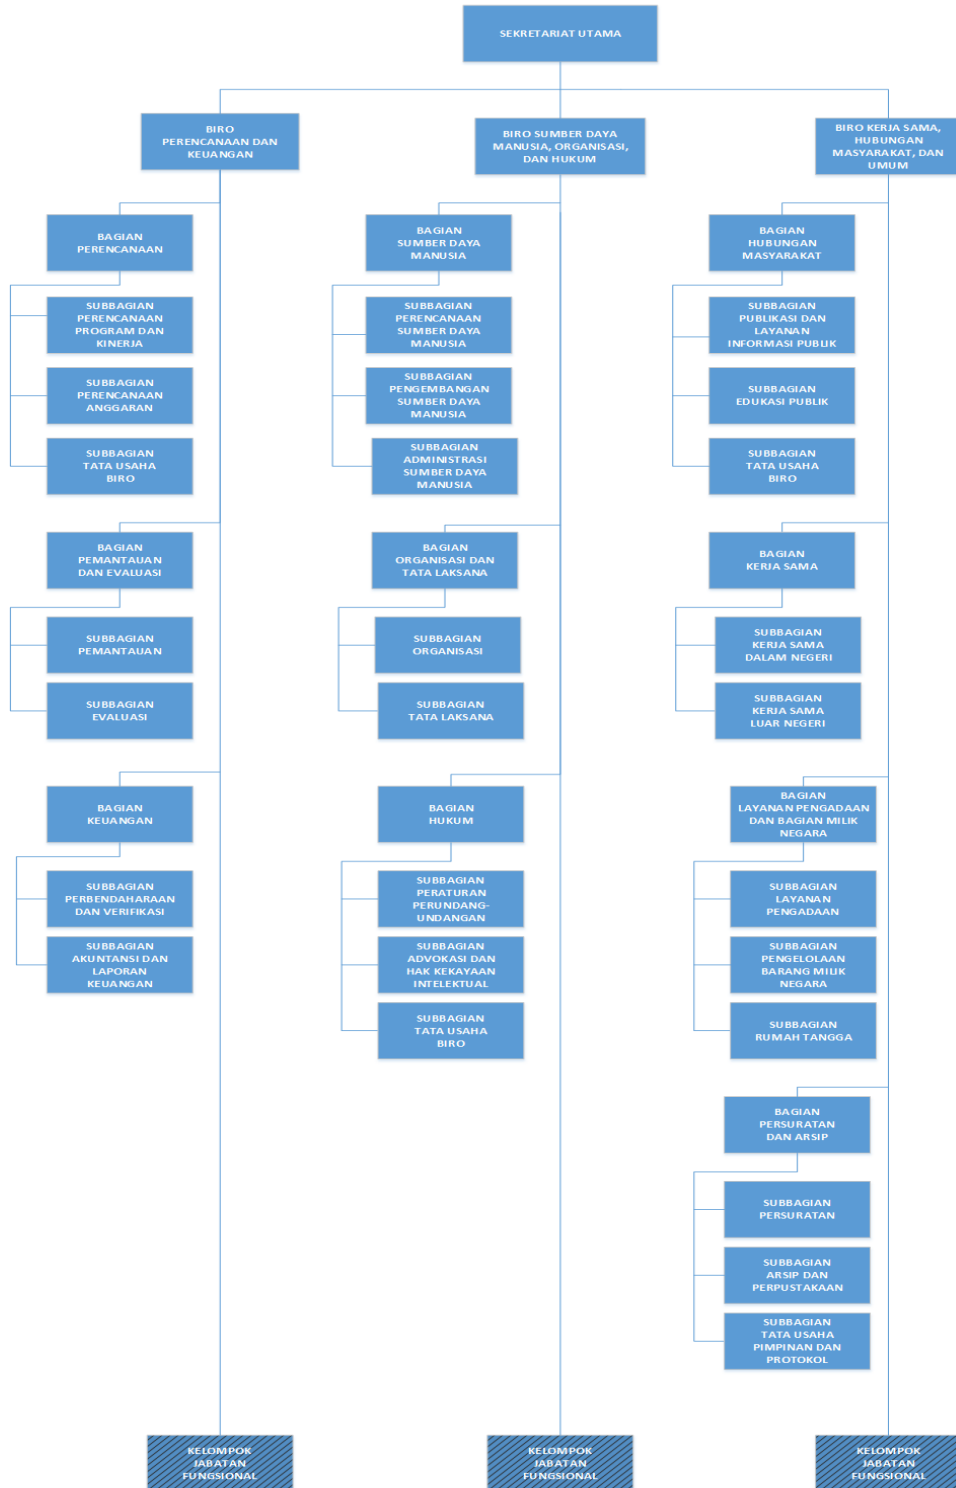 SEKRETARIAT UTAMA
BIRO
PERENCANAAN DAN
KEUANGAN
BAGIAN
PERENCANAAN
SUBBAGIAN
PERENCANAAN
PROGRAM DAN
KINERJA
SUBBAGIAN
PERENCANAAN
ANGGARAN
SUBBAGIAN
TATA USAHA
BIRO
BAGIAN
PEMANTAUAN
DAN EVALUASI
SUBBAGIAN
PEMANTAUAN
SUBBAGIAN
EVALUASI
BAGIAN
KEUANGAN
SUBBAGIAN
PERBENDAHARAAN
DAN VERIFIKASI
SUBBAGIAN
AKUNTANSI DAN
LAPORAN
KEUANGAN
KELOMPOK
JABATAN
FUNGSIONAL
BIRO SUMBER DAYA
MANUSIA, ORGANISASI,
DAN HUKUM
BAGIAN
SUMBER DAYA
MANUSIA
SUBBAGIAN
PERENCANAAN
SUMBER DAYA
MANUSIA
SUBBAGIAN
PENGEMBANGAN
SUMBER DAYA
MANUSIA
SUBBAGIAN
ADMINISTRASI
SUMBER DAYA
MANUSIA
BAGIAN
ORGANISASI DAN
TATA LAKSANA
SUBBAGIAN
ORGANISASI
SUBBAGIAN
TATA LAKSANA
BAGIAN
HUKUM
SUBBAGIAN
PERATURAN
PERUNDANG-
UNDANGAN
SUBBAGIAN
ADVOKASI DAN
HAK KEKAYAAN
INTELEKTUAL
SUBBAGIAN
TATA USAHA
BIRO
KELOMPOK
JABATAN
FUNGSIONAL
BIRO KERJA SAMA,
HUBUNGAN
MASYARAKAT, DAN
UMUM
BAGIAN
HUBUNGAN
MASYARAKAT
SUBBAGIAN
PUBLIKASI DAN
LAYANAN
INFORMASI PUBLIK
SUBBAGIAN
EDUKASI PUBLIK
SUBBAGIAN
TATA USAHA
BIRO
BAGIAN
KERJA SAMA
SUBBAGIAN
KERJA SAMA
DALAM NEGERI
SUBBAGIAN
KERJA SAMA
LUAR NEGERI
BAGIAN
LAYANAN PENGADAAN
DAN BAGIAN MILIK
NEGARA
SUBBAGIAN
LAYANAN
PENGADAAN
SUBBAGIAN
PENGELOLAAN
BARANG MILIK
NEGARA
SUBBAGIAN
RUMAH TANGGA
BAGIAN
PERSURATAN
DAN ARSIP
SUBBAGIAN
PERSURATAN
SUBBAGIAN
ARSIP DAN
PERPUSTAKAAN
SUBBAGIAN
TATA USAHA
PIMPINAN DAN
PROTOKOL
KELOMPOK
JABATAN
FUNGSIONAL